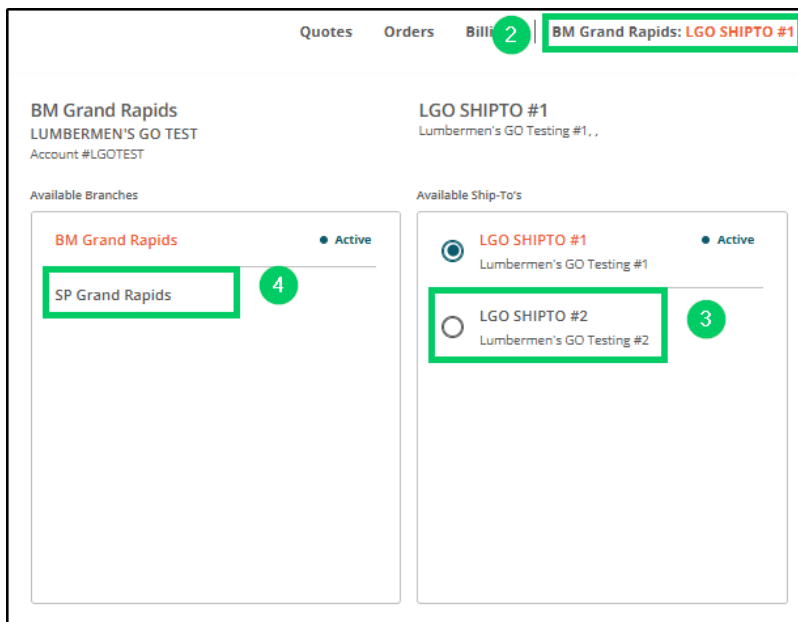 Quotes Orders Billi 2 BM Grand Rapids: LGO SHIPTO #1
BM Grand Rapids
LUMBERMEN'S GO TEST
Account #LGOTEST
LGO SHIPTO #1
Lumbermen's GO Testing #1, ,
Available Branches
BM Grand Rapids Active
SP Grand Rapids 4
Available Ship-To's
LGO SHIPTO #1 Active
Lumbermen's GO Testing #1
LGO SHIPTO #2 3
Lumbermen's GO Testing #2